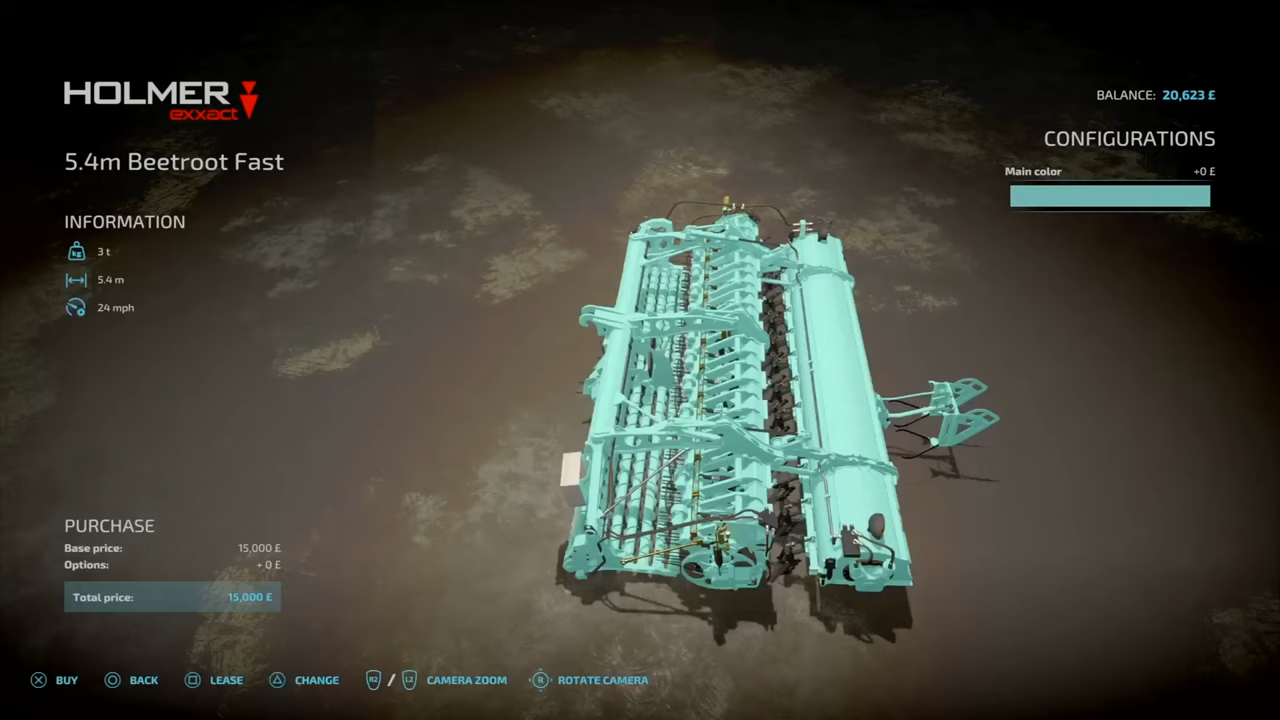 HOLMER
exxact
5.4m Beetroot Fast
INFORMATION
kg 3 t
5.4 m
24 mph
BALANCE: 20,623 £
CONFIGURATIONS
Main color +0 £
PURCHASE
Base price: 15,000 £
Options: + 0 £
Total price: 15,000 £
BUY BACK LEASE CHANGE R2 / L2 CAMERA ZOOM R ROTATE CAMERA